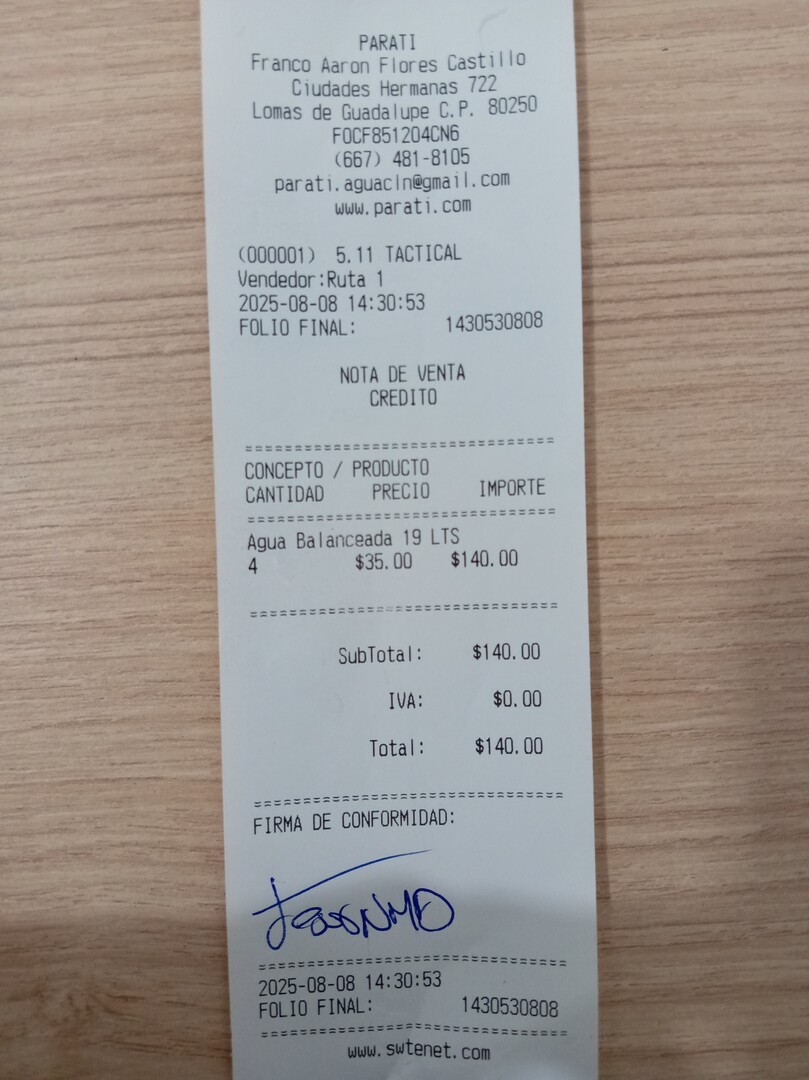 PARATI
Franco Aaron Flores Castillo
Ciudades Hermanas 722
Lomas de Guadalupe C.P. 80250
FOCF851204CN6
(667) 481-8105
parati.aguacln@gmail.com
www.parati.com
(000001) 5.11 TACTICAL
Vendedor:Ruta 1
2025-08-08 14:30:53
FOLIO FINAL: 1430530808
NOTA DE VENTA
CREDITO
================================
CONCEPTO / PRODUCTO
CANTIDAD PRECIO IMPORTE
================================
Agua Balanceada 19 LTS
4 $35.00 $140.00
================================
SubTotal: $140.00
IVA: $0.00
Total: $140.00
================================
FIRMA DE CONFORMIDAD:
================================
2025-08-08 14:30:53
FOLIO FINAL: 1430530808
================================
www.swtenet.com